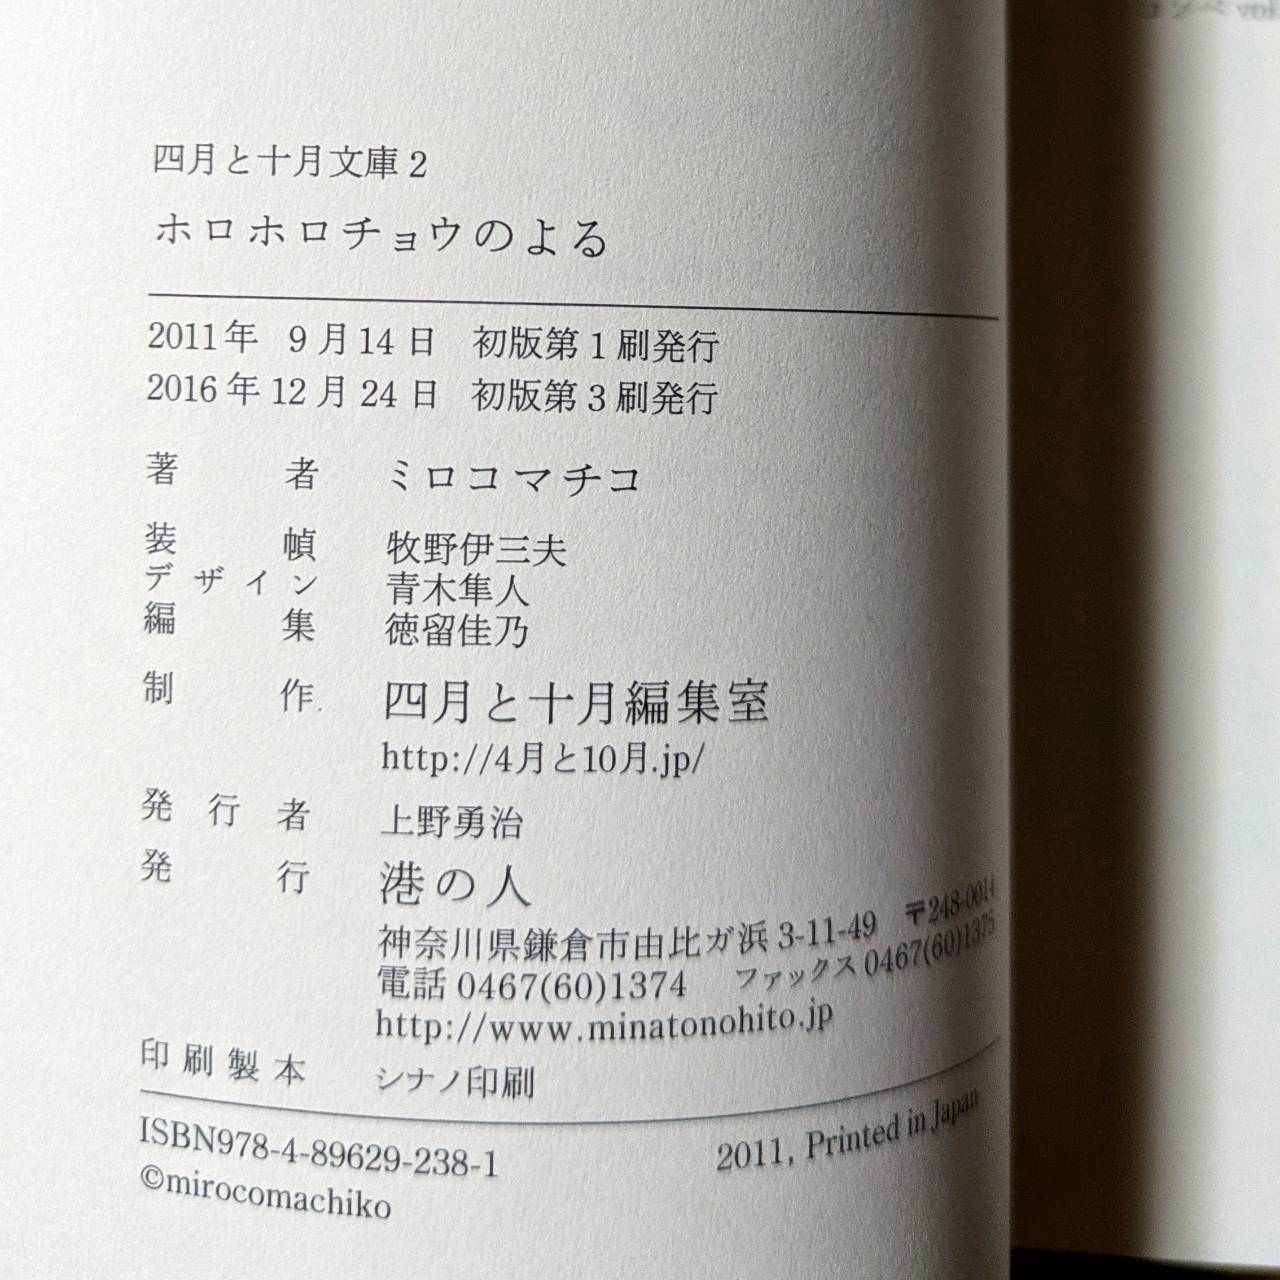 四月と十月文庫 2
ホロホロチョウのよる
2011年 9月14日 初版第1刷発行
2016年12月24日 初版第3刷発行
著者 ミロコマチコ
装幀 牧野伊三夫
デザイン 青木隼人
編集 徳留佳乃
制作 四月と十月編集室
http://4月と10月.jp/
発行者 上野勇治
発行 港の人
神奈川県鎌倉市由比ガ浜 3-11-49 〒248-0014
電話 0467(60)1374 ファックス 0467(60)1375
http://www.minatonohito.jp
印刷製本 シナノ印刷
ISBN978-4-89629-238-1 2011, Printed in Japan
©mirocomachiko